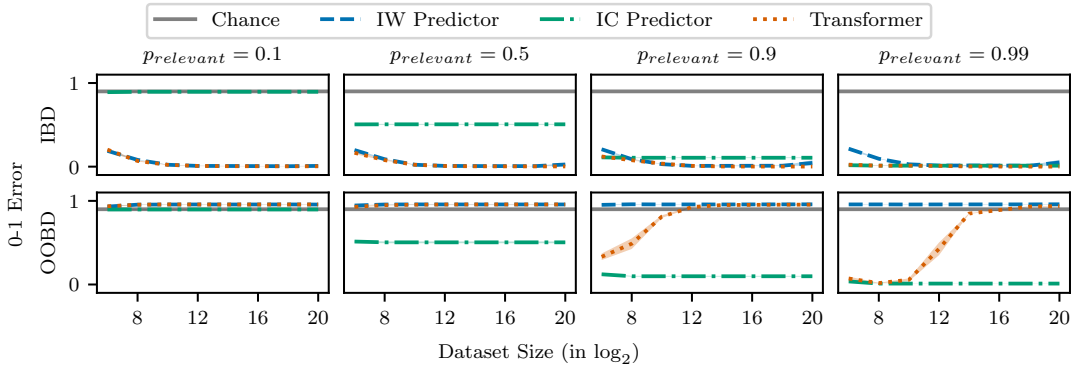 Chance IW Predictor IC Predictor Transformer
p_relevant = 0.1 p_relevant = 0.5 p_relevant = 0.9 p_relevant = 0.99
0-1 Error
IBD
1
0
OOBD
1
0
8 12 16 20 8 12 16 20 8 12 16 20 8 12 16 20
Dataset Size (in log₂)